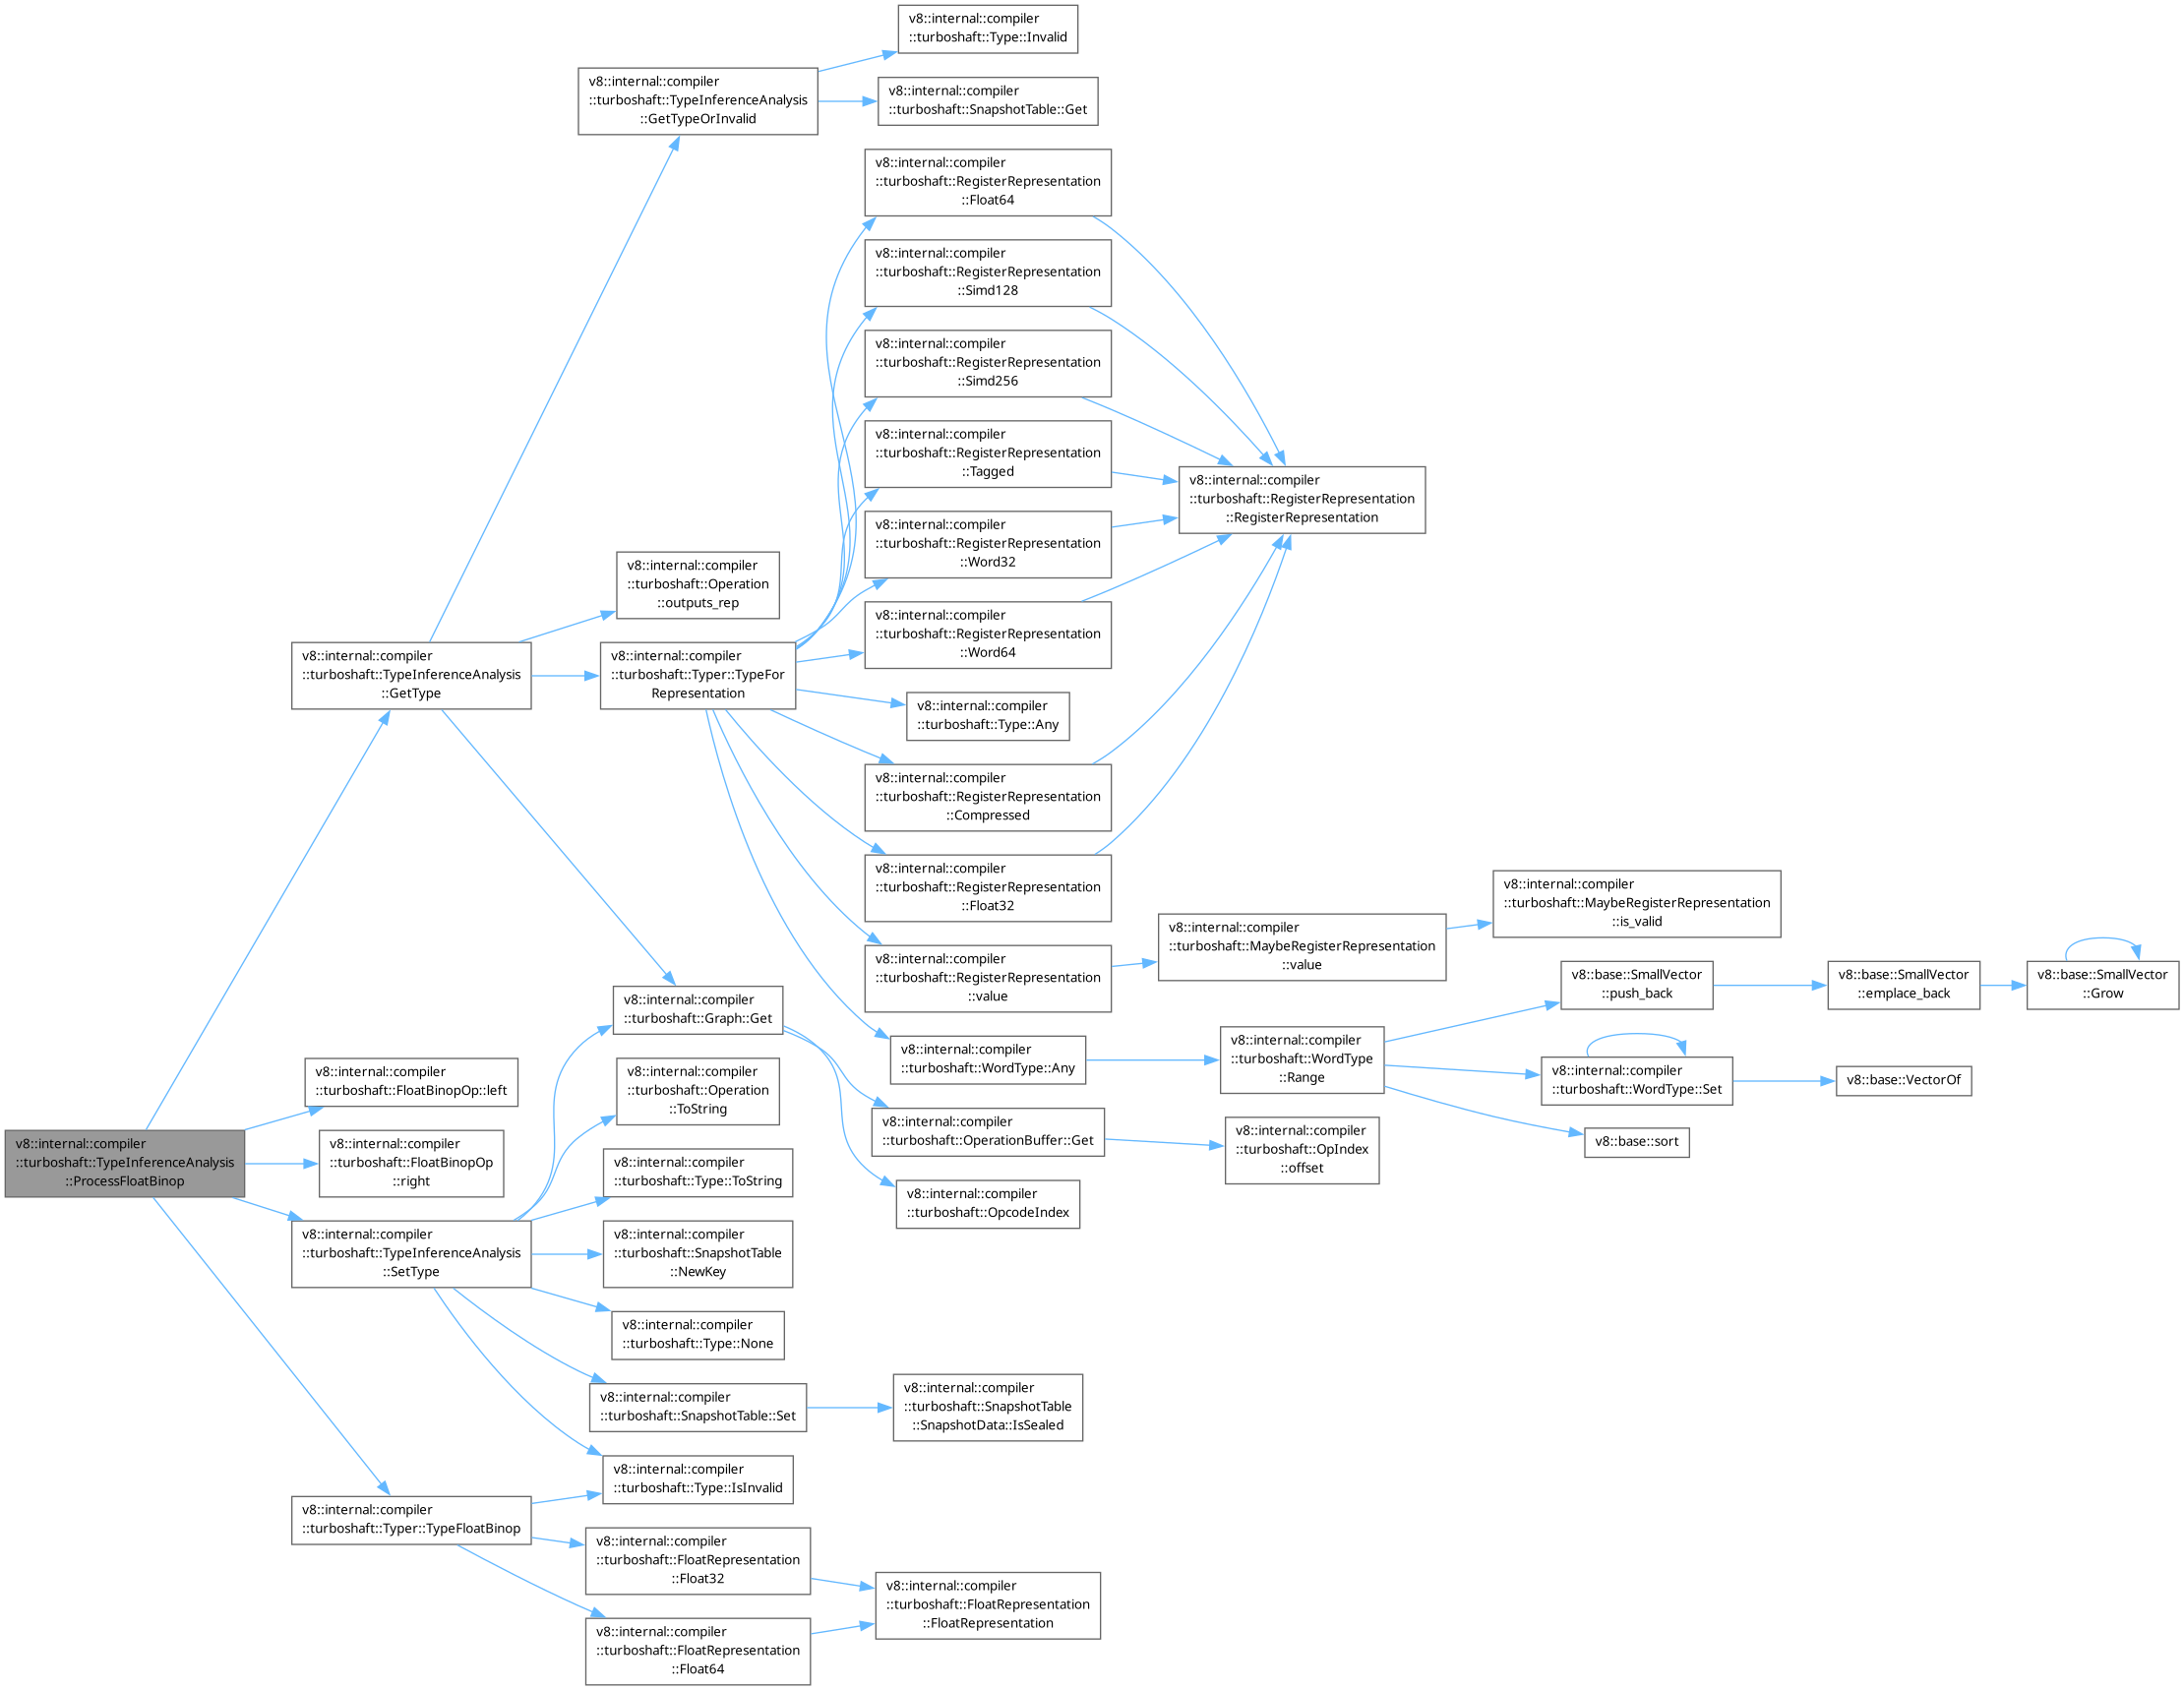 v8::internal::compiler
::turboshaft::Type::Invalid
v8::internal::compiler
::turboshaft::TypeInferenceAnalysis
::GetTypeOrInvalid
v8::internal::compiler
::turboshaft::SnapshotTable::Get
v8::internal::compiler
::turboshaft::RegisterRepresentation
::Float64
v8::internal::compiler
::turboshaft::RegisterRepresentation
::Simd128
v8::internal::compiler
::turboshaft::RegisterRepresentation
::Simd256
v8::internal::compiler
::turboshaft::RegisterRepresentation
::Tagged
v8::internal::compiler
::turboshaft::RegisterRepresentation
::RegisterRepresentation
v8::internal::compiler
::turboshaft::RegisterRepresentation
::Word32
v8::internal::compiler
::turboshaft::Operation
::outputs_rep
v8::internal::compiler
::turboshaft::RegisterRepresentation
::Word64
v8::internal::compiler
::turboshaft::TypeInferenceAnalysis
::GetType
v8::internal::compiler
::turboshaft::Typer::TypeFor
Representation
v8::internal::compiler
::turboshaft::Type::Any
v8::internal::compiler
::turboshaft::RegisterRepresentation
::Compressed
v8::internal::compiler
::turboshaft::RegisterRepresentation
::Float32
v8::internal::compiler
::turboshaft::MaybeRegisterRepresentation
::is_valid
v8::internal::compiler
::turboshaft::MaybeRegisterRepresentation
::value
v8::internal::compiler
::turboshaft::RegisterRepresentation
::value
v8::base::SmallVector
::push_back
v8::base::SmallVector
::emplace_back
v8::base::SmallVector
::Grow
v8::internal::compiler
::turboshaft::Graph::Get
v8::internal::compiler
::turboshaft::WordType::Any
v8::internal::compiler
::turboshaft::WordType
::Range
v8::internal::compiler
::turboshaft::WordType::Set
v8::base::VectorOf
v8::internal::compiler
::turboshaft::FloatBinopOp::left
v8::internal::compiler
::turboshaft::Operation
::ToString
v8::internal::compiler
::turboshaft::OperationBuffer::Get
v8::internal::compiler
::turboshaft::OpIndex
::offset
v8::base::sort
v8::internal::compiler
::turboshaft::TypeInferenceAnalysis
::ProcessFloatBinop
v8::internal::compiler
::turboshaft::FloatBinopOp
::right
v8::internal::compiler
::turboshaft::Type::ToString
v8::internal::compiler
::turboshaft::OpcodeIndex
v8::internal::compiler
::turboshaft::TypeInferenceAnalysis
::SetType
v8::internal::compiler
::turboshaft::SnapshotTable
::NewKey
v8::internal::compiler
::turboshaft::Type::None
v8::internal::compiler
::turboshaft::SnapshotTable::Set
v8::internal::compiler
::turboshaft::SnapshotTable
::SnapshotData::IsSealed
v8::internal::compiler
::turboshaft::Type::IsInvalid
v8::internal::compiler
::turboshaft::Typer::TypeFloatBinop
v8::internal::compiler
::turboshaft::FloatRepresentation
::Float32
v8::internal::compiler
::turboshaft::FloatRepresentation
::FloatRepresentation
v8::internal::compiler
::turboshaft::FloatRepresentation
::Float64